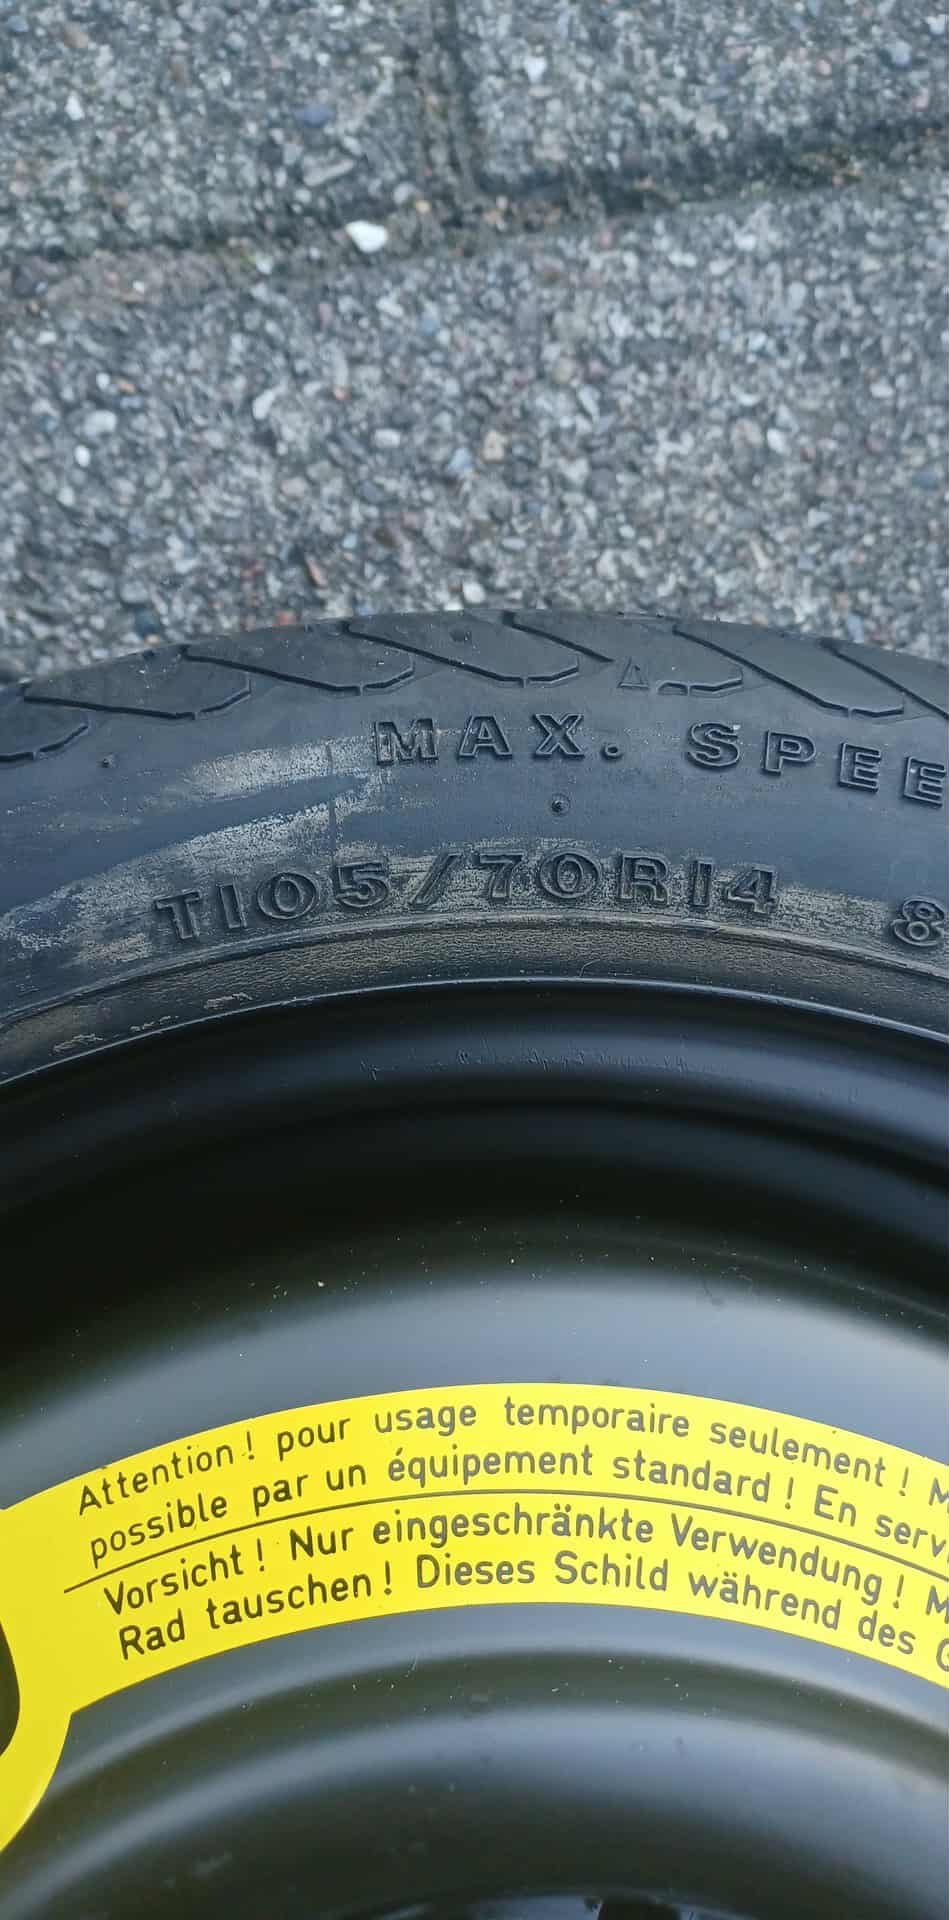 MAX. SPEE
T105/70R14 8
Attention! pour usage temporaire seulement! M
possible par un équipement standard! En serv
Vorsicht! Nur eingeschränkte Verwendung! M
Rad tauschen! Dieses Schild während des G